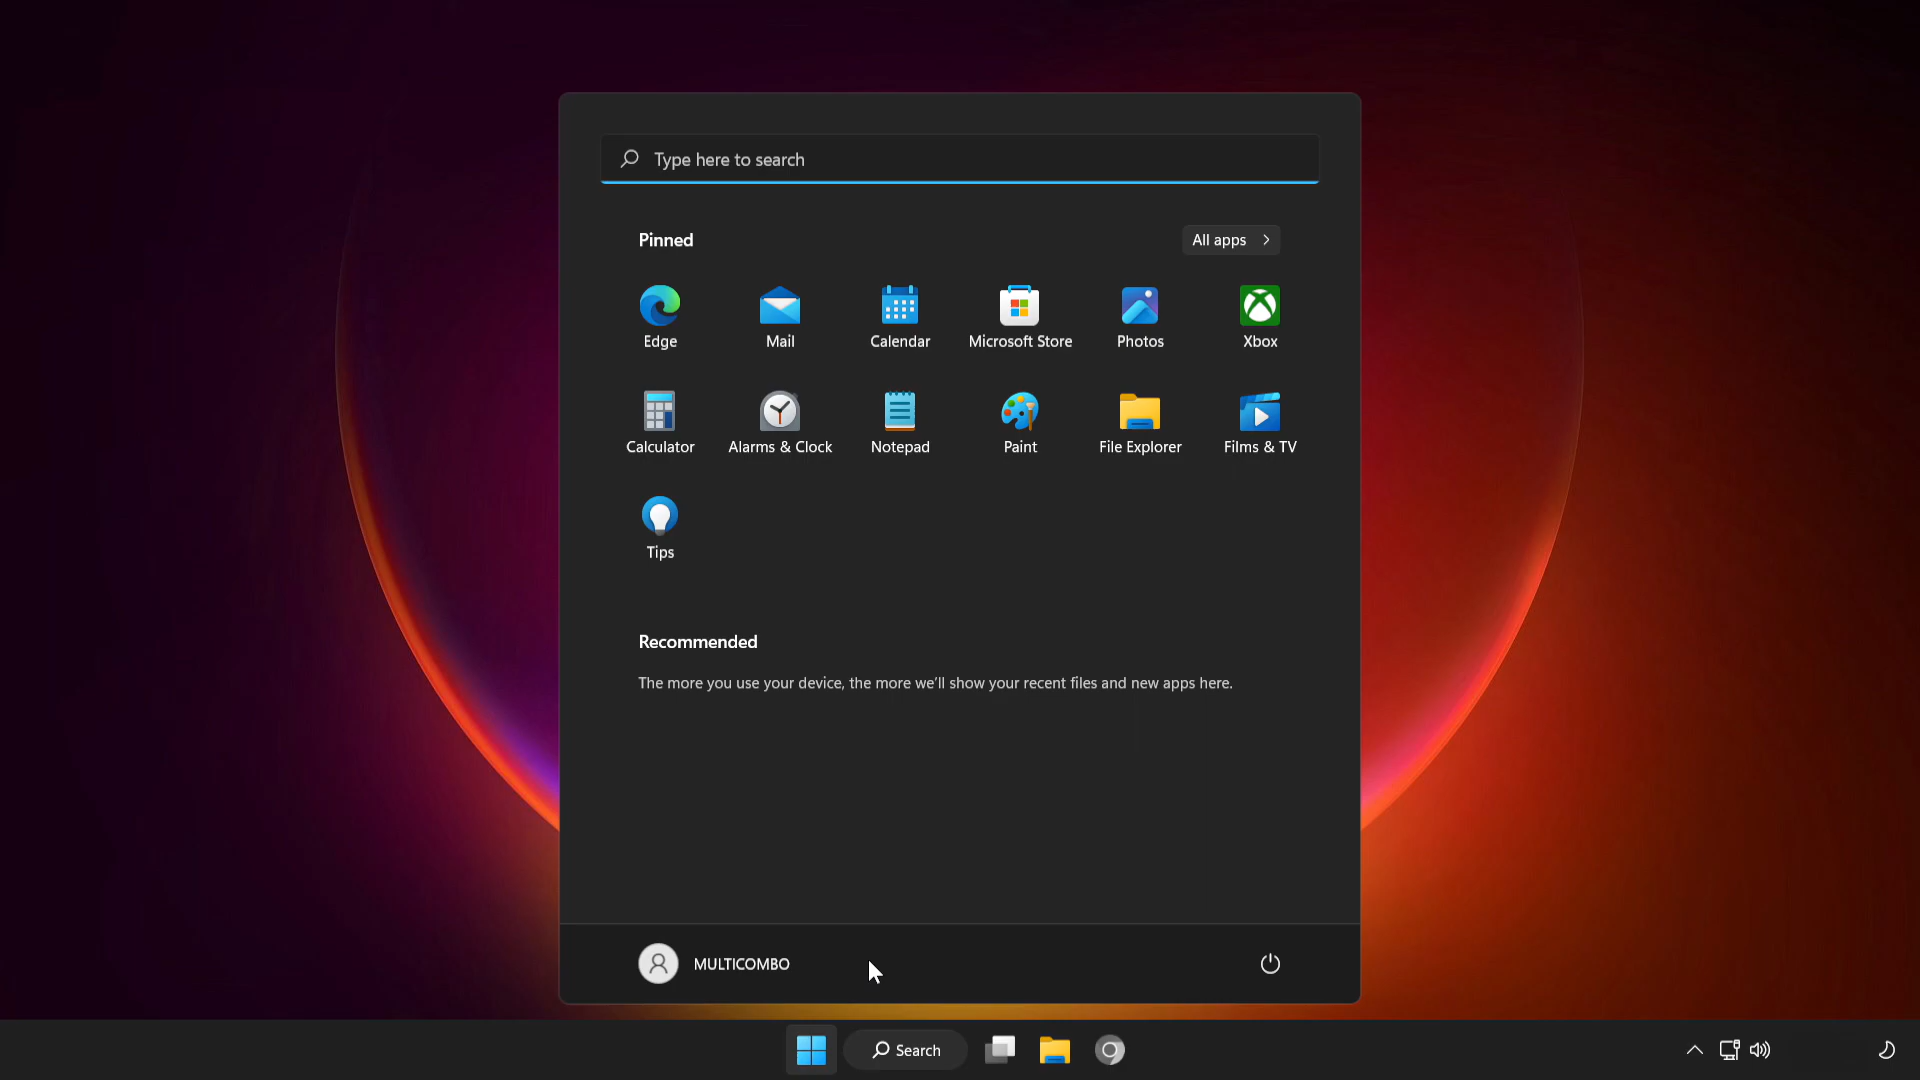 Type here to search
Pinned
All apps
Edge
Mail
Calendar
Microsoft Store
Photos
Xbox
Calculator
Alarms & Clock
Notepad
Paint
File Explorer
Films & TV
Tips
Recommended
The more you use your device, the more we'll show your recent files and new apps here.
MULTICOMBO
Search